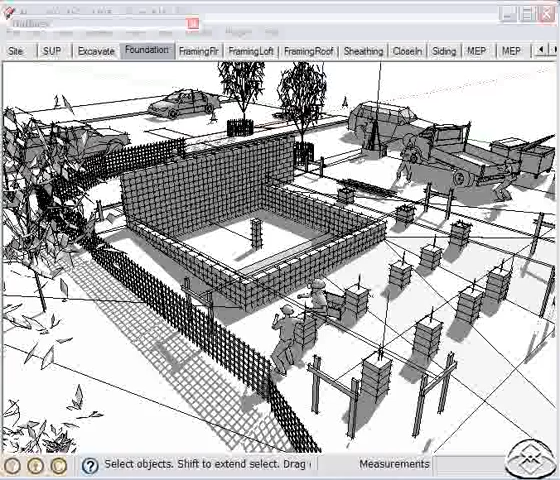 Site SUP Excavate Foundation FramingFlr FramingLoft FramingRoof Sheathing CloseIn Siding MEP MEP
Select objects. Shift to extend select. Drag Measurements